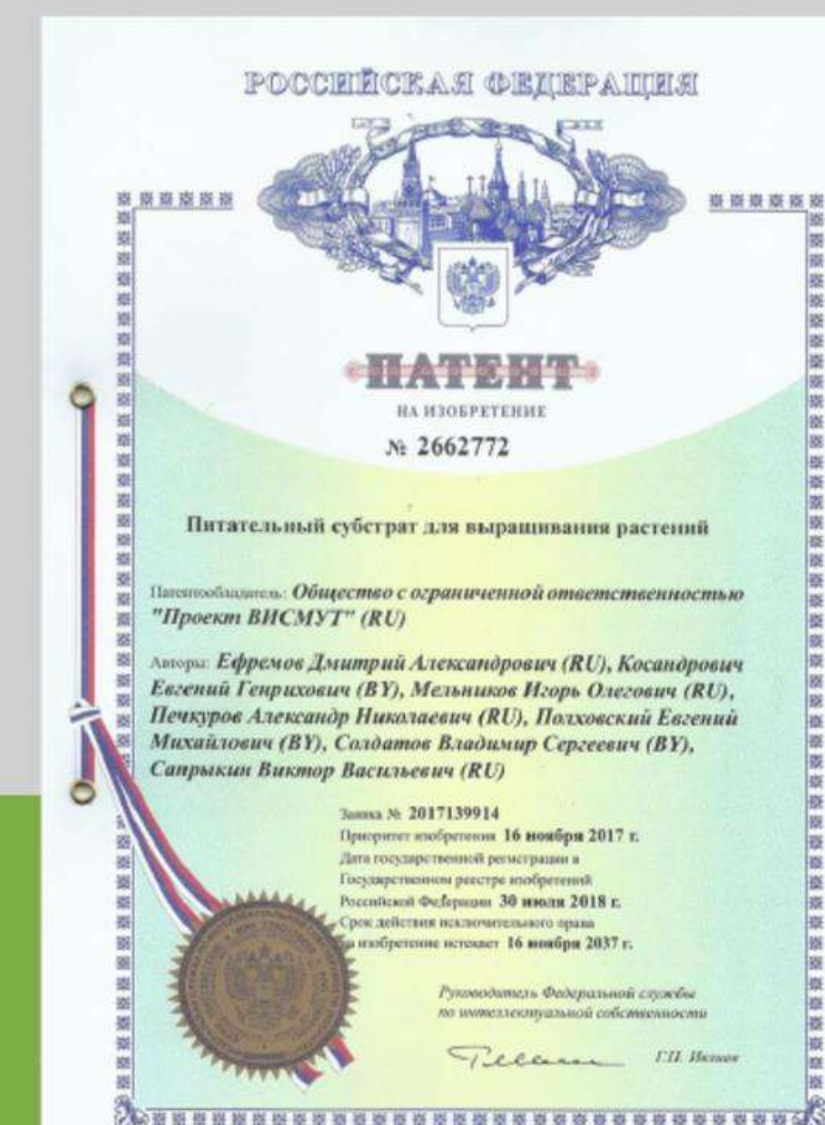 РОССИЙСКАЯ ФЕДЕРАЦИЯ
ПАТЕНТ
НА ИЗОБРЕТЕНИЕ
№ 2662772
Питательный субстрат для выращивания растений
Патентообладатель: Общество с ограниченной ответственностью
"Проект ВИСМУТ" (RU)
Авторы: Ефремов Дмитрий Александрович (RU), Косандрович
Евгений Генрихович (BY), Мельников Игорь Олегович (RU),
Печкуров Александр Николаевич (RU), Полховский Евгений
Михайлович (BY), Солдатов Владимир Сергеевич (BY),
Сапрыкин Виктор Васильевич (RU)
Заявка № 2017139914
Приоритет изобретения 16 ноября 2017 г.
Дата государственной регистрации в
Государственном реестре изобретений
Российской Федерации 30 июля 2018 г.
Срок действия исключительного права
на изобретение истекает 16 ноября 2037 г.
Руководитель Федеральной службы
по интеллектуальной собственности
Г.П. Ивлиев